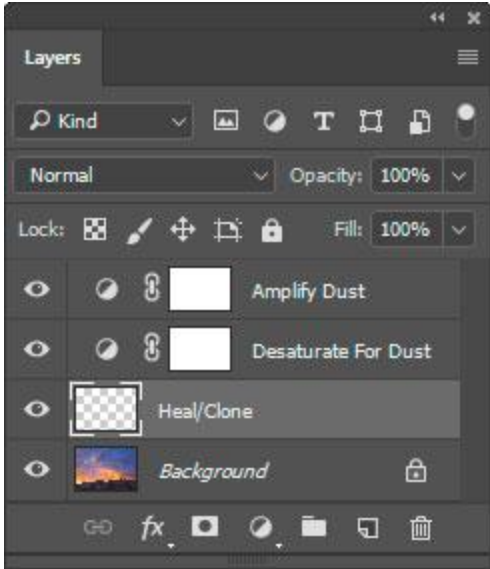 Layers
Kind
Normal Opacity: 100%
Lock: Fill: 100%
Amplify Dust
Desaturate For Dust
Heal/Clone
Background
fx